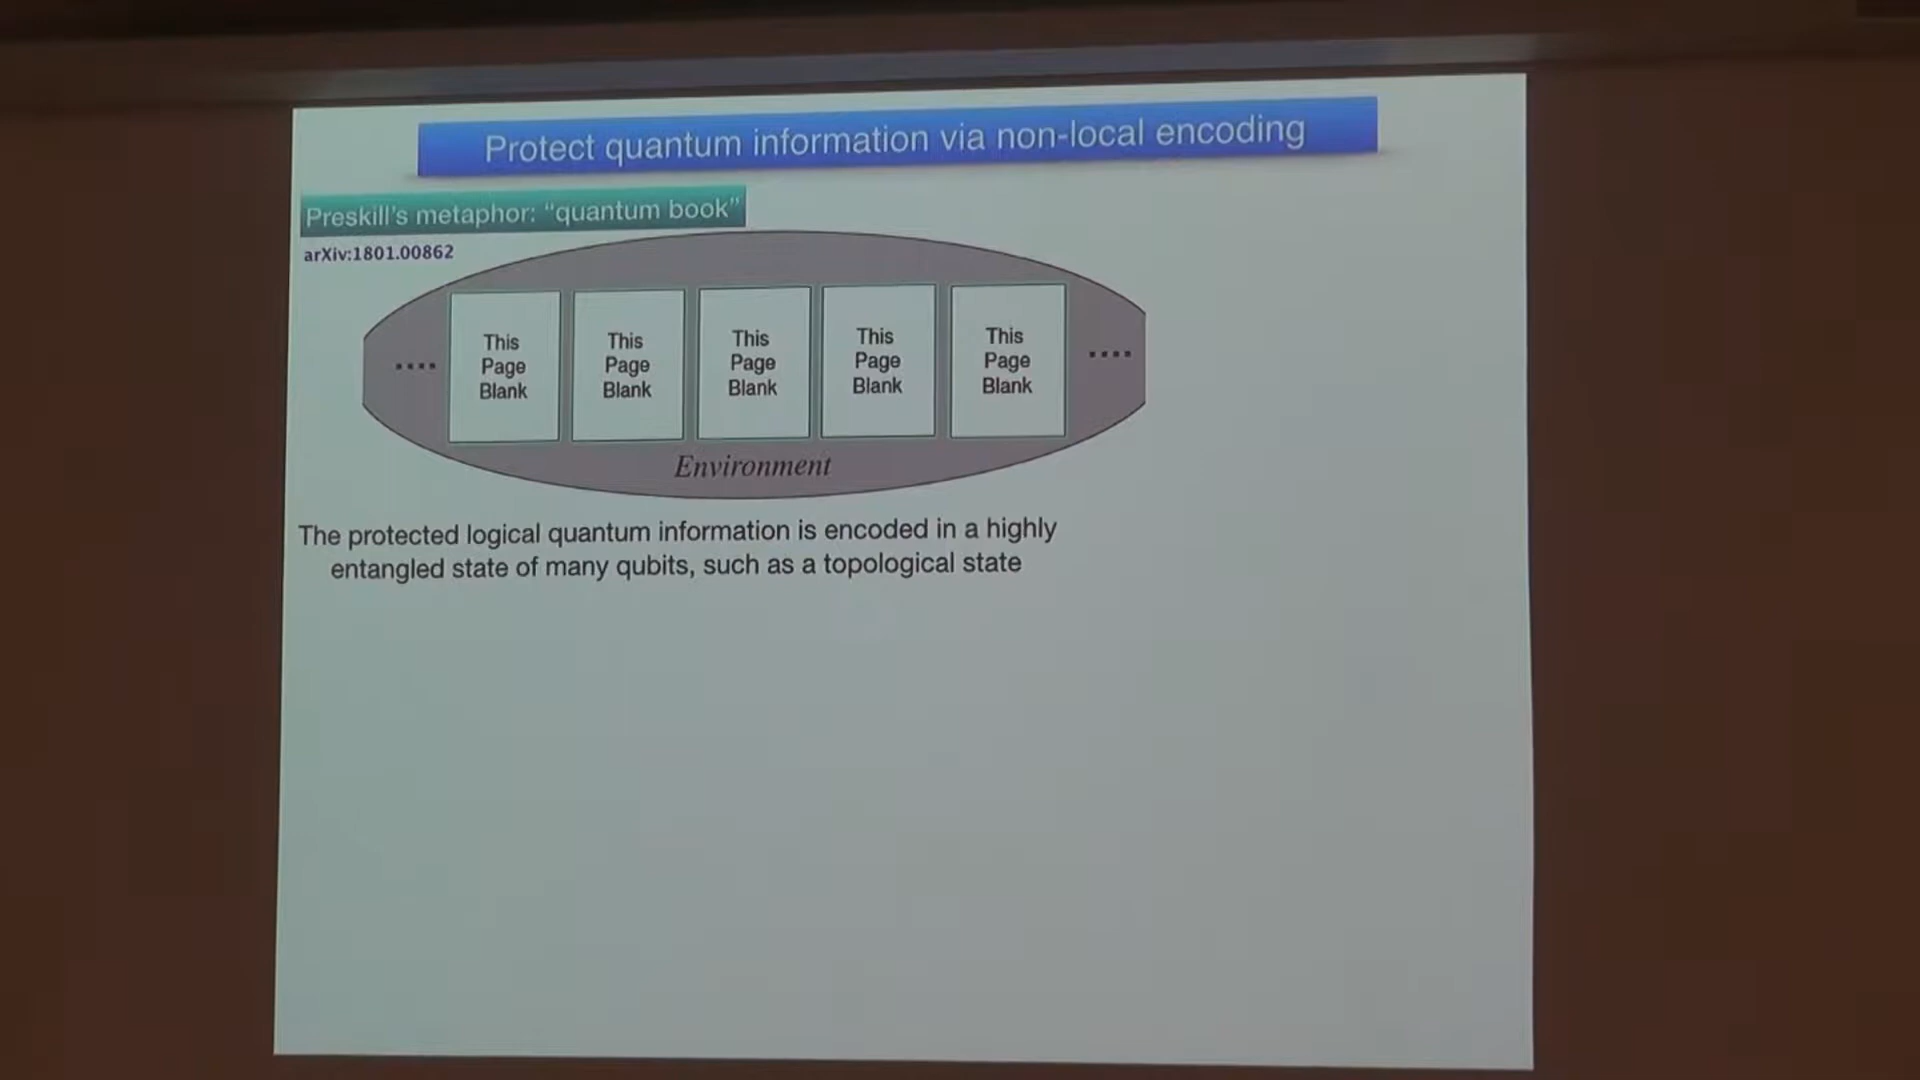 Protect quantum information via non-local encoding
Preskill's metaphor: "quantum book"
arXiv:1801.00862
....
This
Page
Blank
This
Page
Blank
This
Page
Blank
This
Page
Blank
This
Page
Blank
....
Environment
The protected logical quantum information is encoded in a highly
entangled state of many qubits, such as a topological state